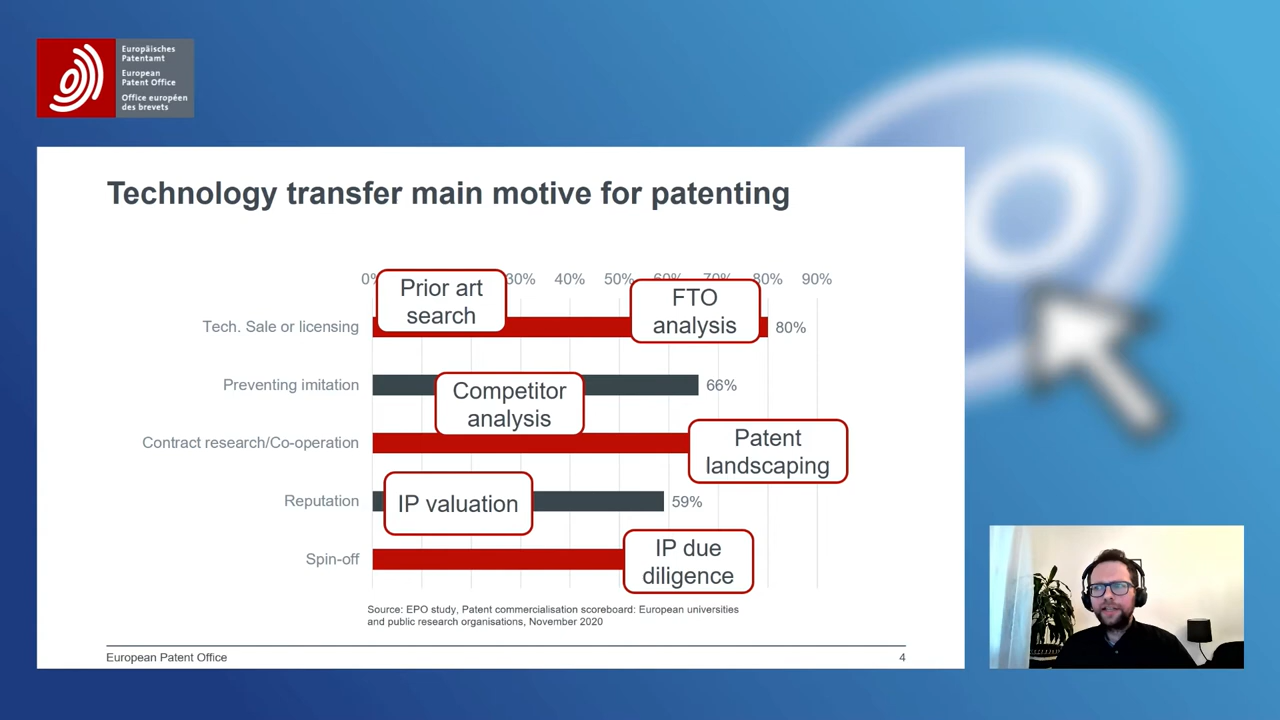 Europäisches
Patentamt
European
Patent Office
Office européen
des brevets
Technology transfer main motive for patenting
30% 40% 50% 60% 70% 80% 90%
Prior art
search
FTO
analysis
Tech. Sale or licensing
80%
Preventing imitation
66%
Competitor
analysis
Contract research/Co-operation
Patent
landscaping
Reputation
IP valuation
59%
Spin-off
IP due
diligence
Source: EPO study, Patent commercialisation scoreboard: European universities
and public research organisations, November 2020
European Patent Office
4